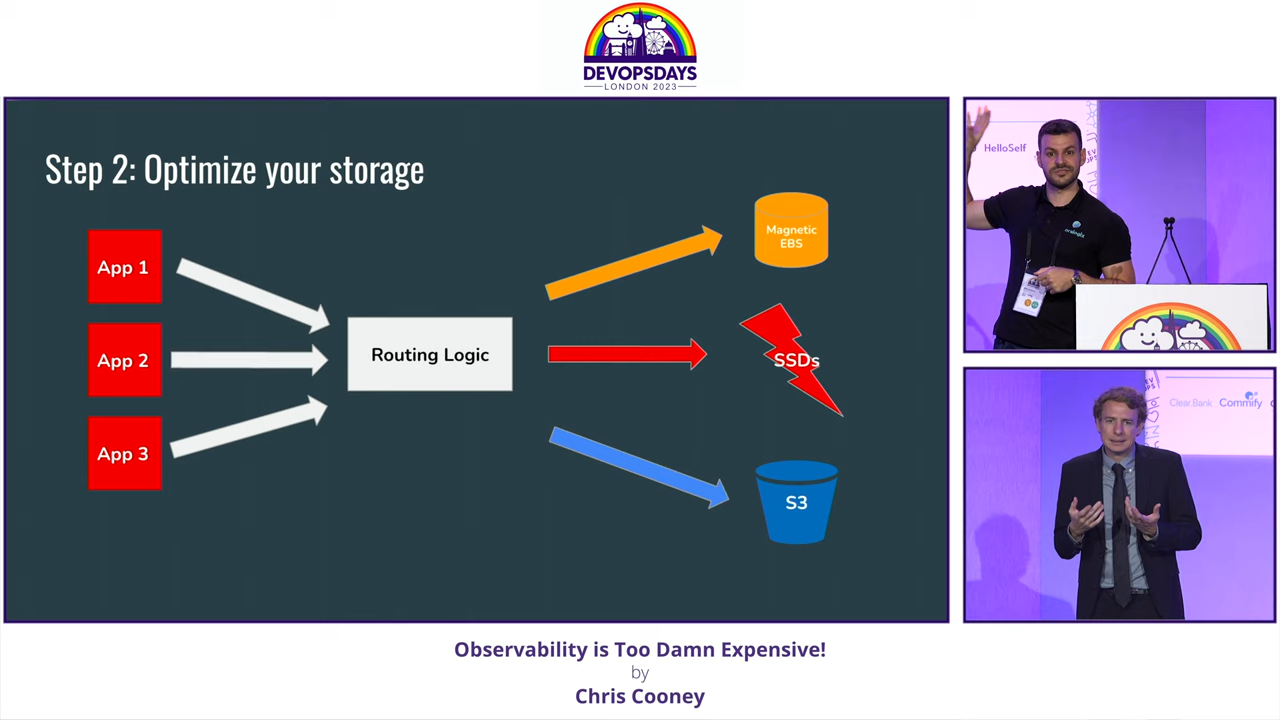 DEVOPSDAYS
LONDON 2023
Step 2: Optimize your storage
App 1
App 2
App 3
Routing Logic
Magnetic
EBS
SSDs
S3
HelloSelf
Clear.Bank
Commify
Observability is Too Damn Expensive!
by
Chris Cooney